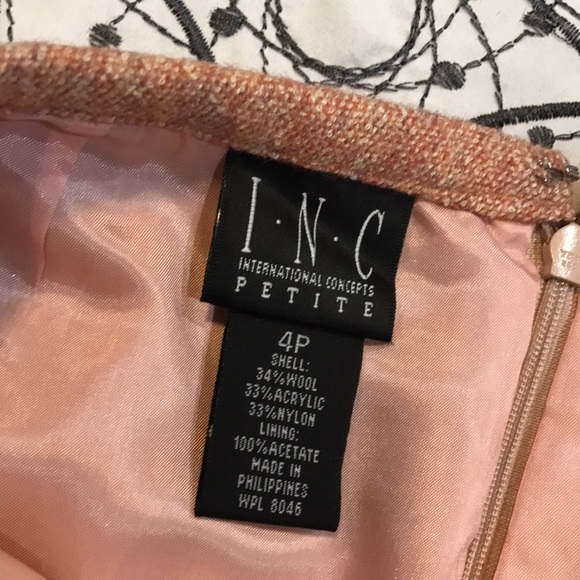 I·N·C
INTERNATIONAL CONCEPTS
PETITE
4P
SHELL:
34%WOOL
33%ACRYLIC
33%NYLON
LINING:
100%ACETATE
MADE IN
PHILIPPINES
WPL 8046